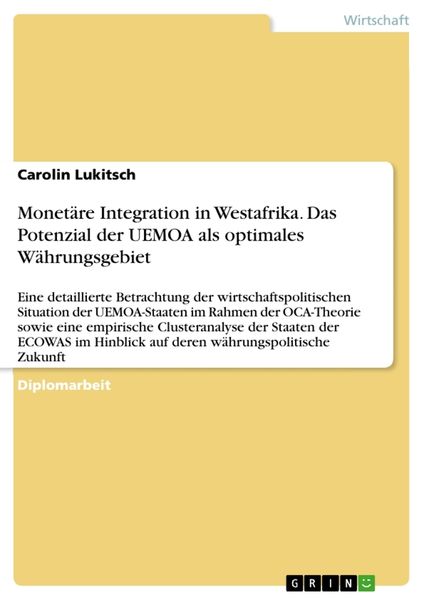 Wirtschaft
Carolin Lukitsch
Monetäre Integration in Westafrika. Das
Potenzial der UEMOA als optimales
Währungsgebiet
Eine detaillierte Betrachtung der wirtschaftspolitischen
Situation der UEMOA-Staaten im Rahmen der OCA-Theorie
sowie eine empirische Clusteranalyse der Staaten der
ECOWAS im Hinblick auf deren währungspolitische
Zukunft
Diplomarbeit
GRIN